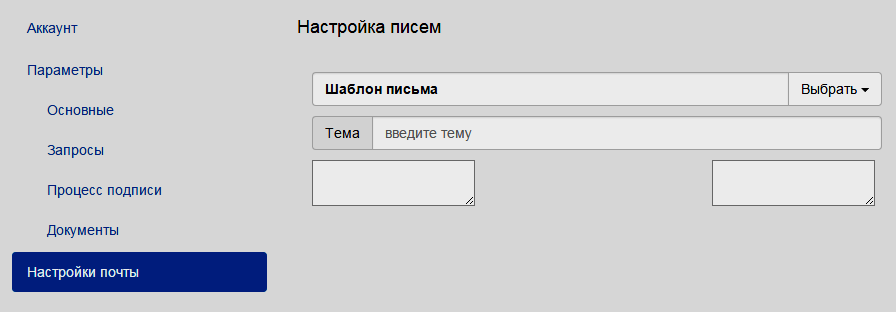 Аккаунт
Параметры
Основные
Запросы
Процесс подписи
Документы
Настройки почты
Настройка писем
Шаблон письма Выбрать
Тема введите тему